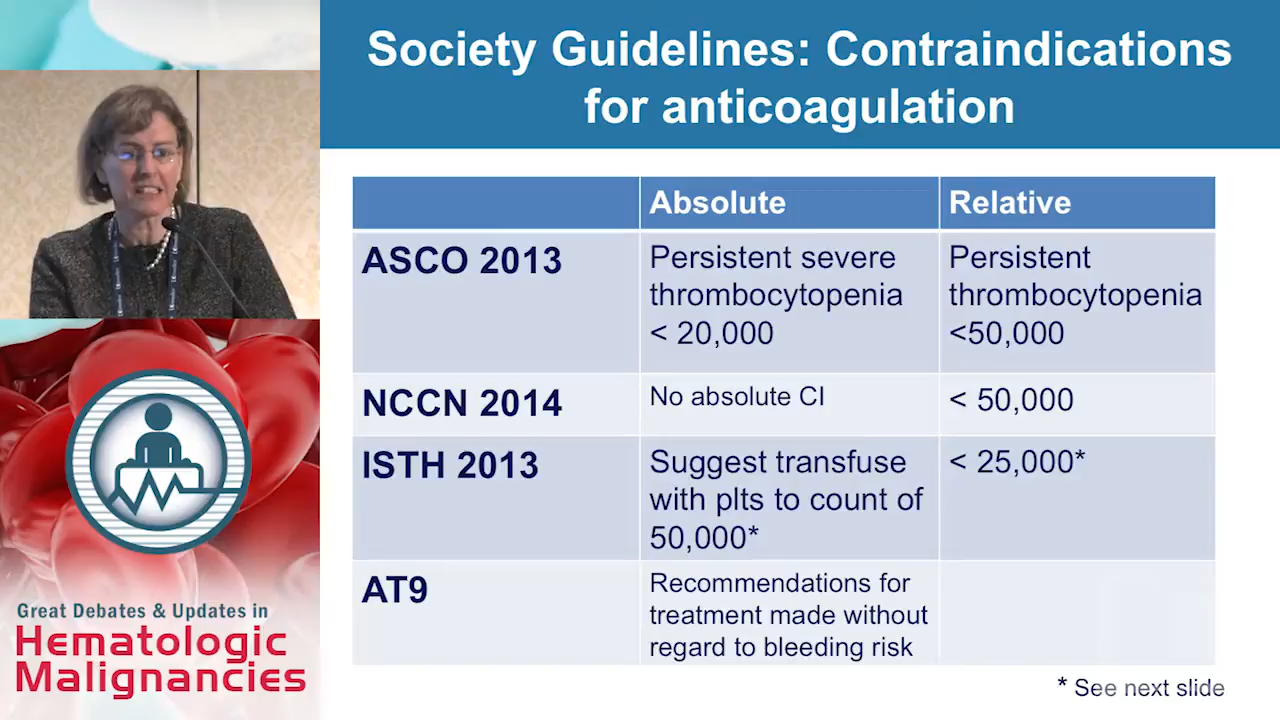 Society Guidelines: Contraindications
for anticoagulation
Absolute
Relative
ASCO 2013
Persistent severe
thrombocytopenia
< 20,000
Persistent
thrombocytopenia
<50,000
NCCN 2014
No absolute CI
< 50,000
ISTH 2013
Suggest transfuse
with plts to count of
50,000*
< 25,000*
AT9
Recommendations for
treatment made without
regard to bleeding risk
* See next slide
Great Debates & Updates in
Hematologic
Malignancies